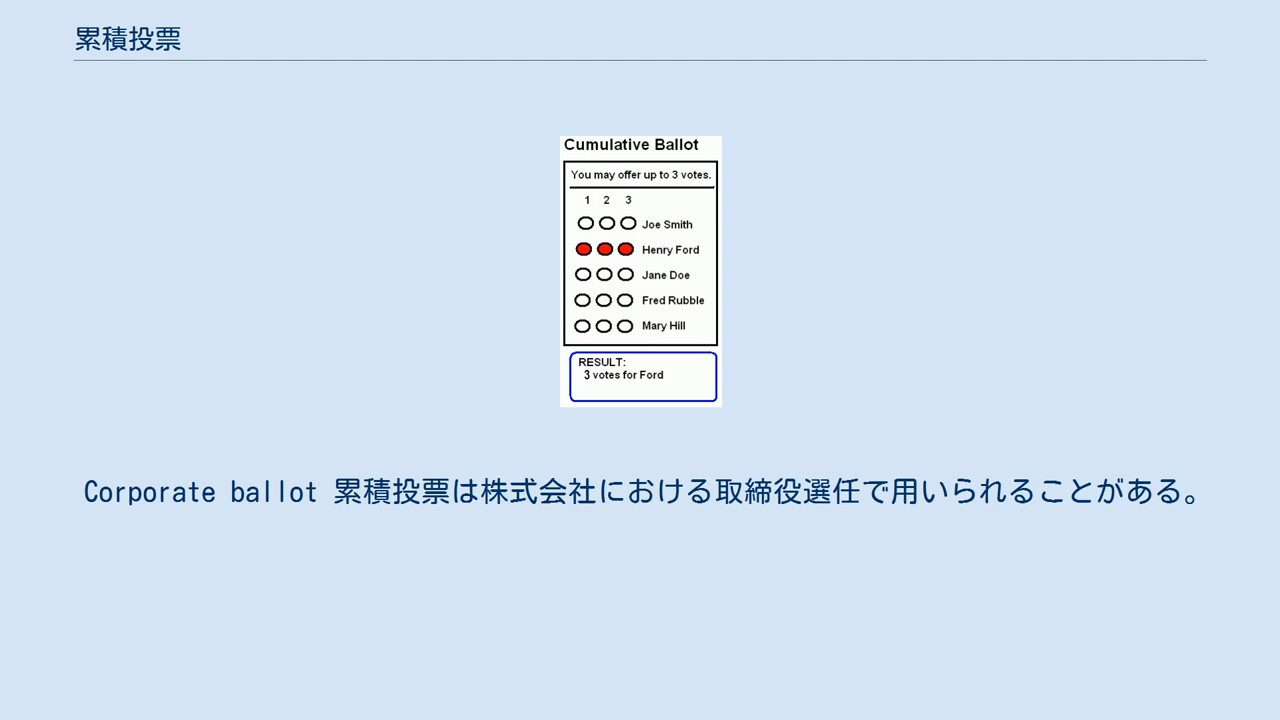 累積投票
Cumulative Ballot
You may offer up to 3 votes.
1 2 3
Joe Smith
Henry Ford
Jane Doe
Fred Rubble
Mary Hill
RESULT:
3 votes for Ford
Corporate ballot 累積投票は株式会社における取締役選任で用いられることがある。